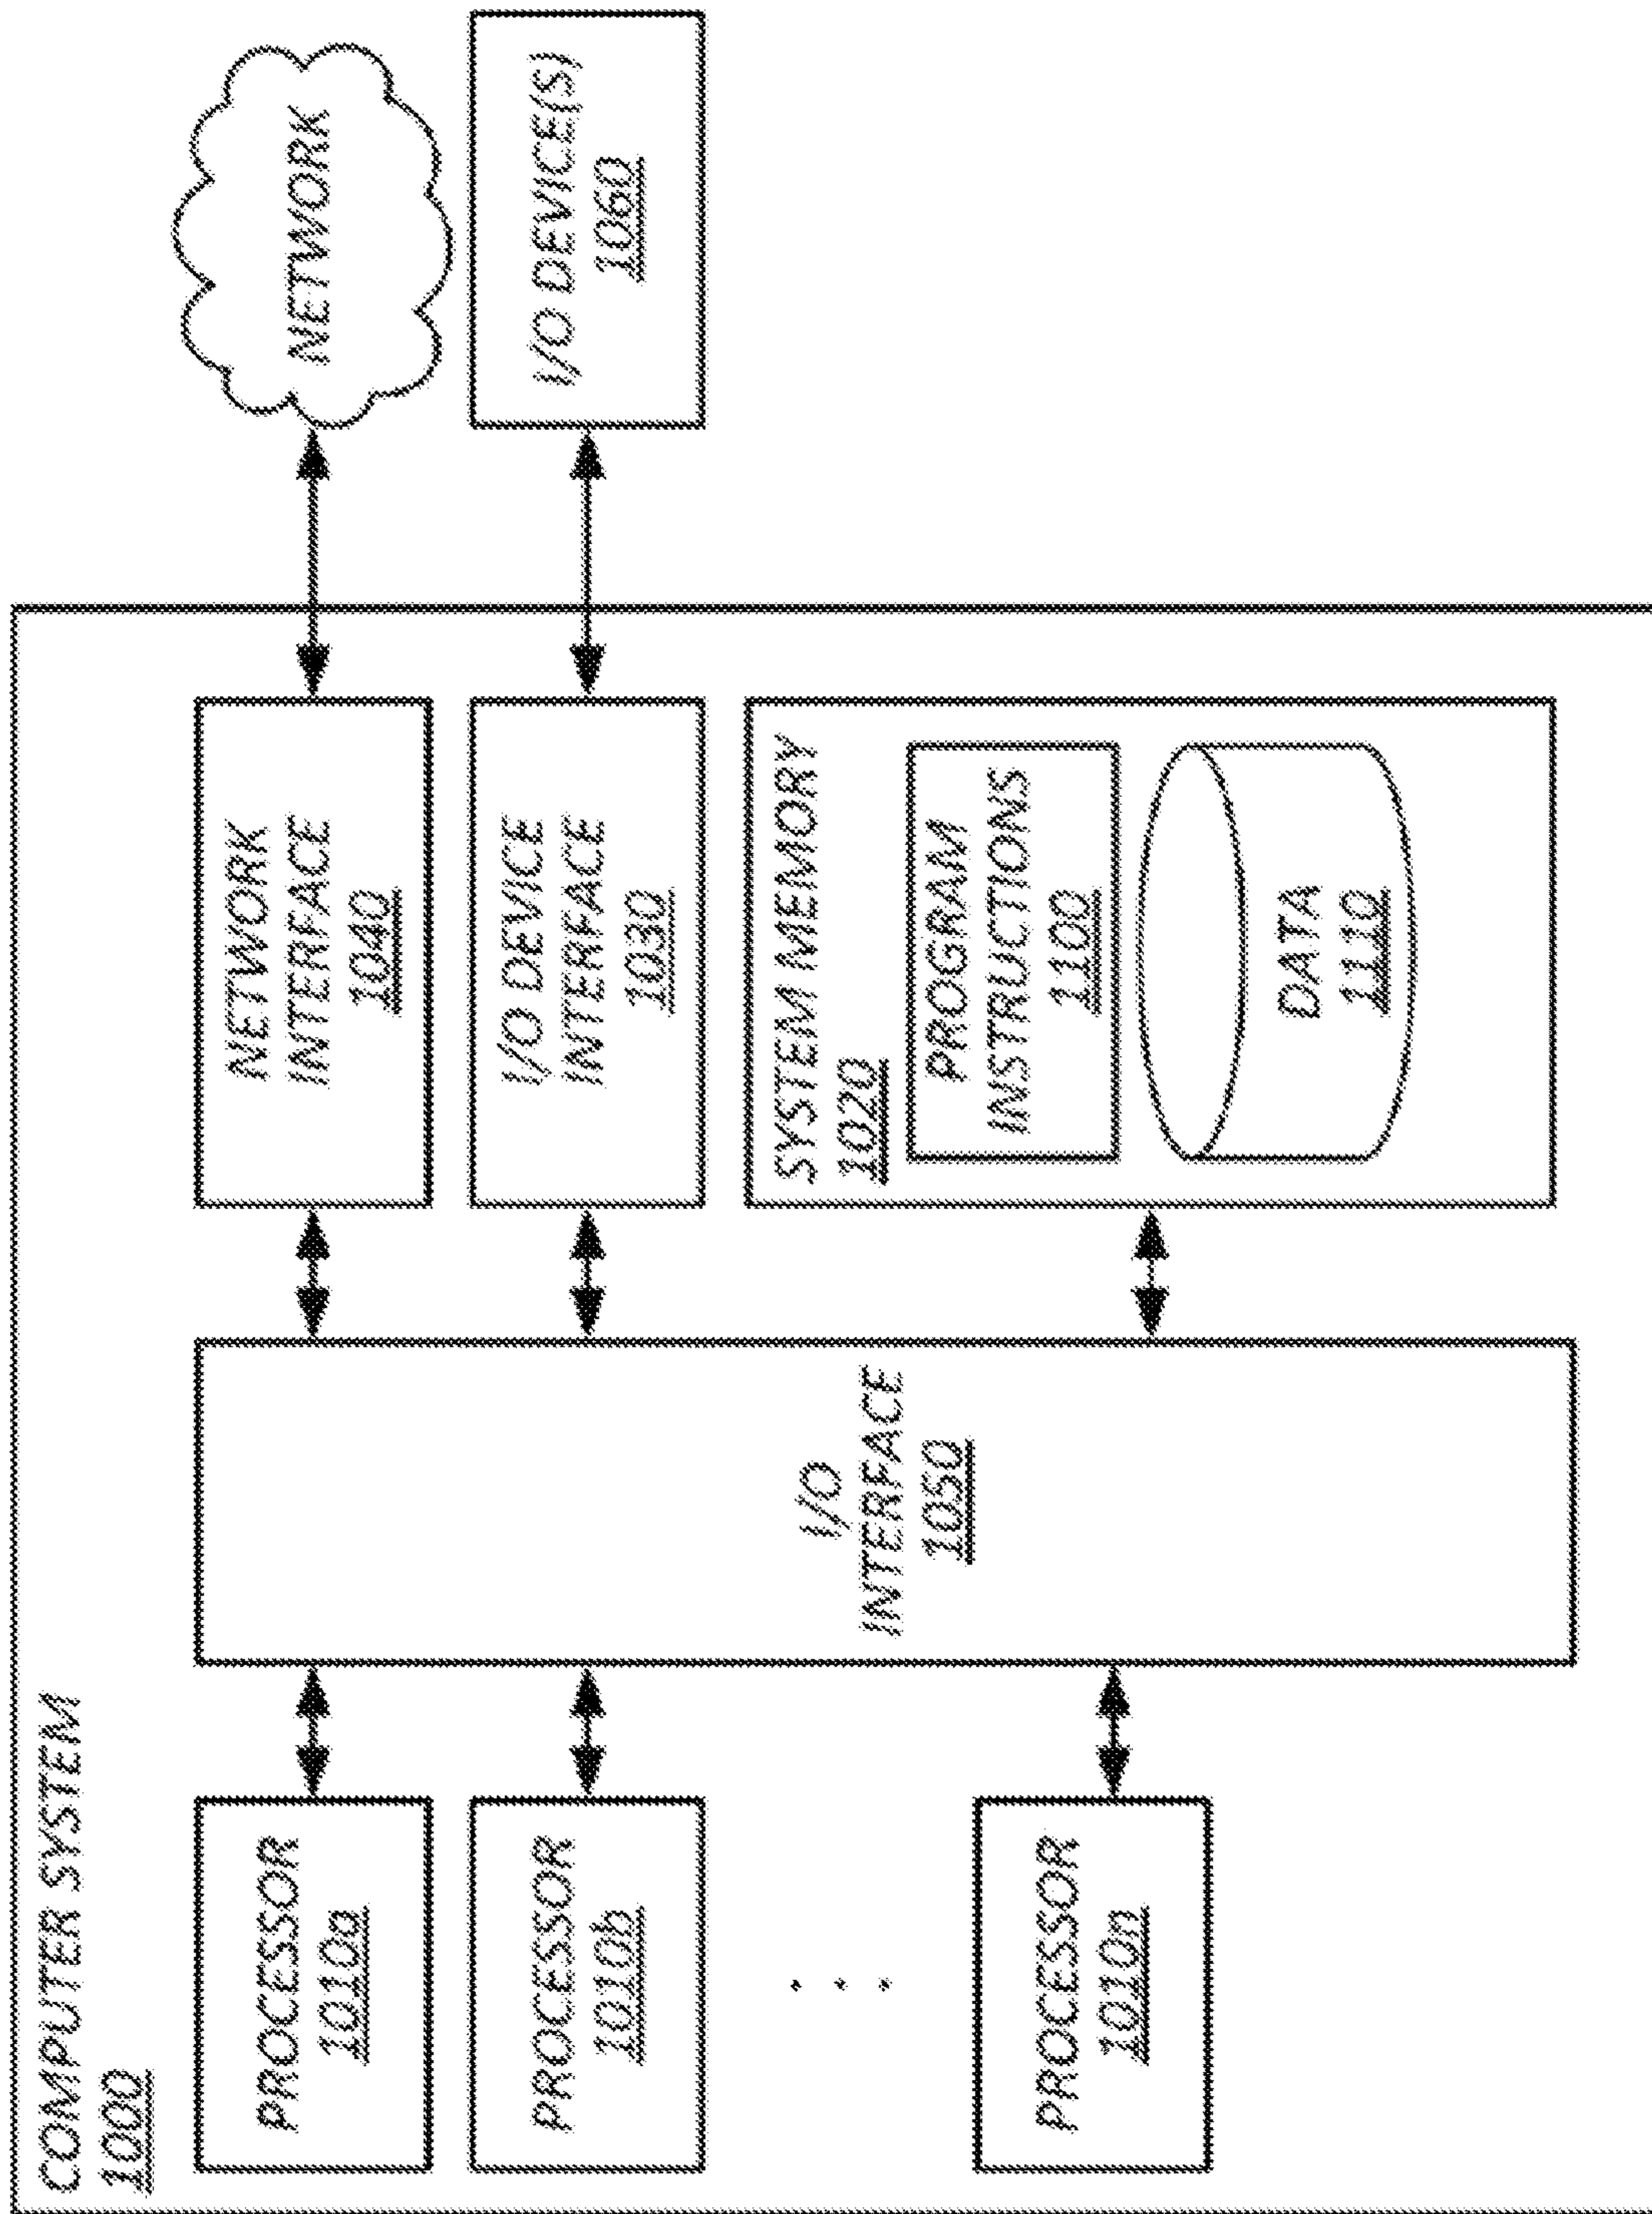 COMPUTER SYSTEM
1000
PROCESSOR
1010a
PROCESSOR
1010b
. . .
PROCESSOR
1010n
I/O
INTERFACE
1050
NETWORK
INTERFACE
1040
I/O DEVICE
INTERFACE
1030
SYSTEM MEMORY
1020
PROGRAM
INSTRUCTIONS
1100
DATA
1110
NETWORK
I/O DEVICE(S)
1060